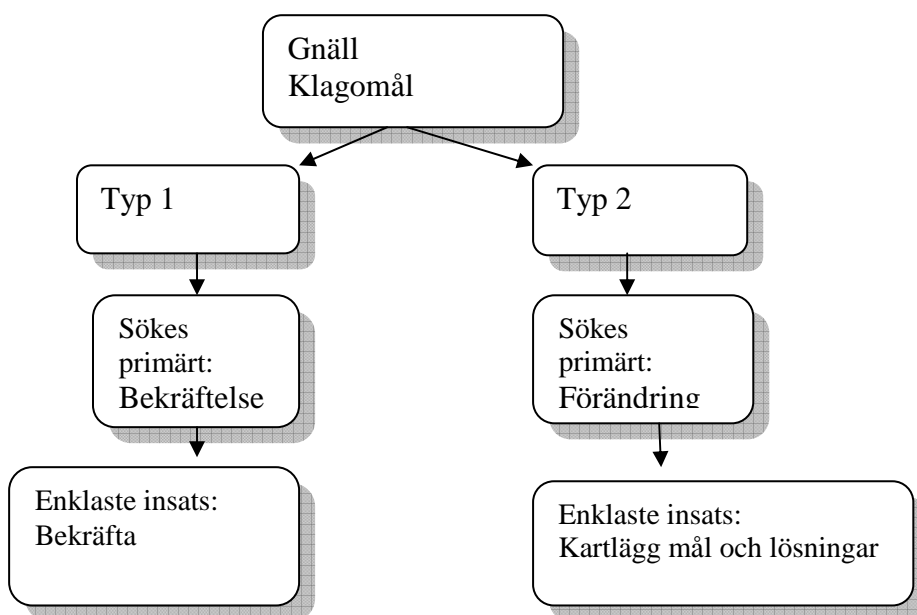 Gnäll
Klagomål
Typ 1
Typ 2
Sökes
primärt:
Bekräftelse
Sökes
primärt:
Förändring
Enklaste insats:
Bekräfta
Enklaste insats:
Kartlägg mål och lösningar